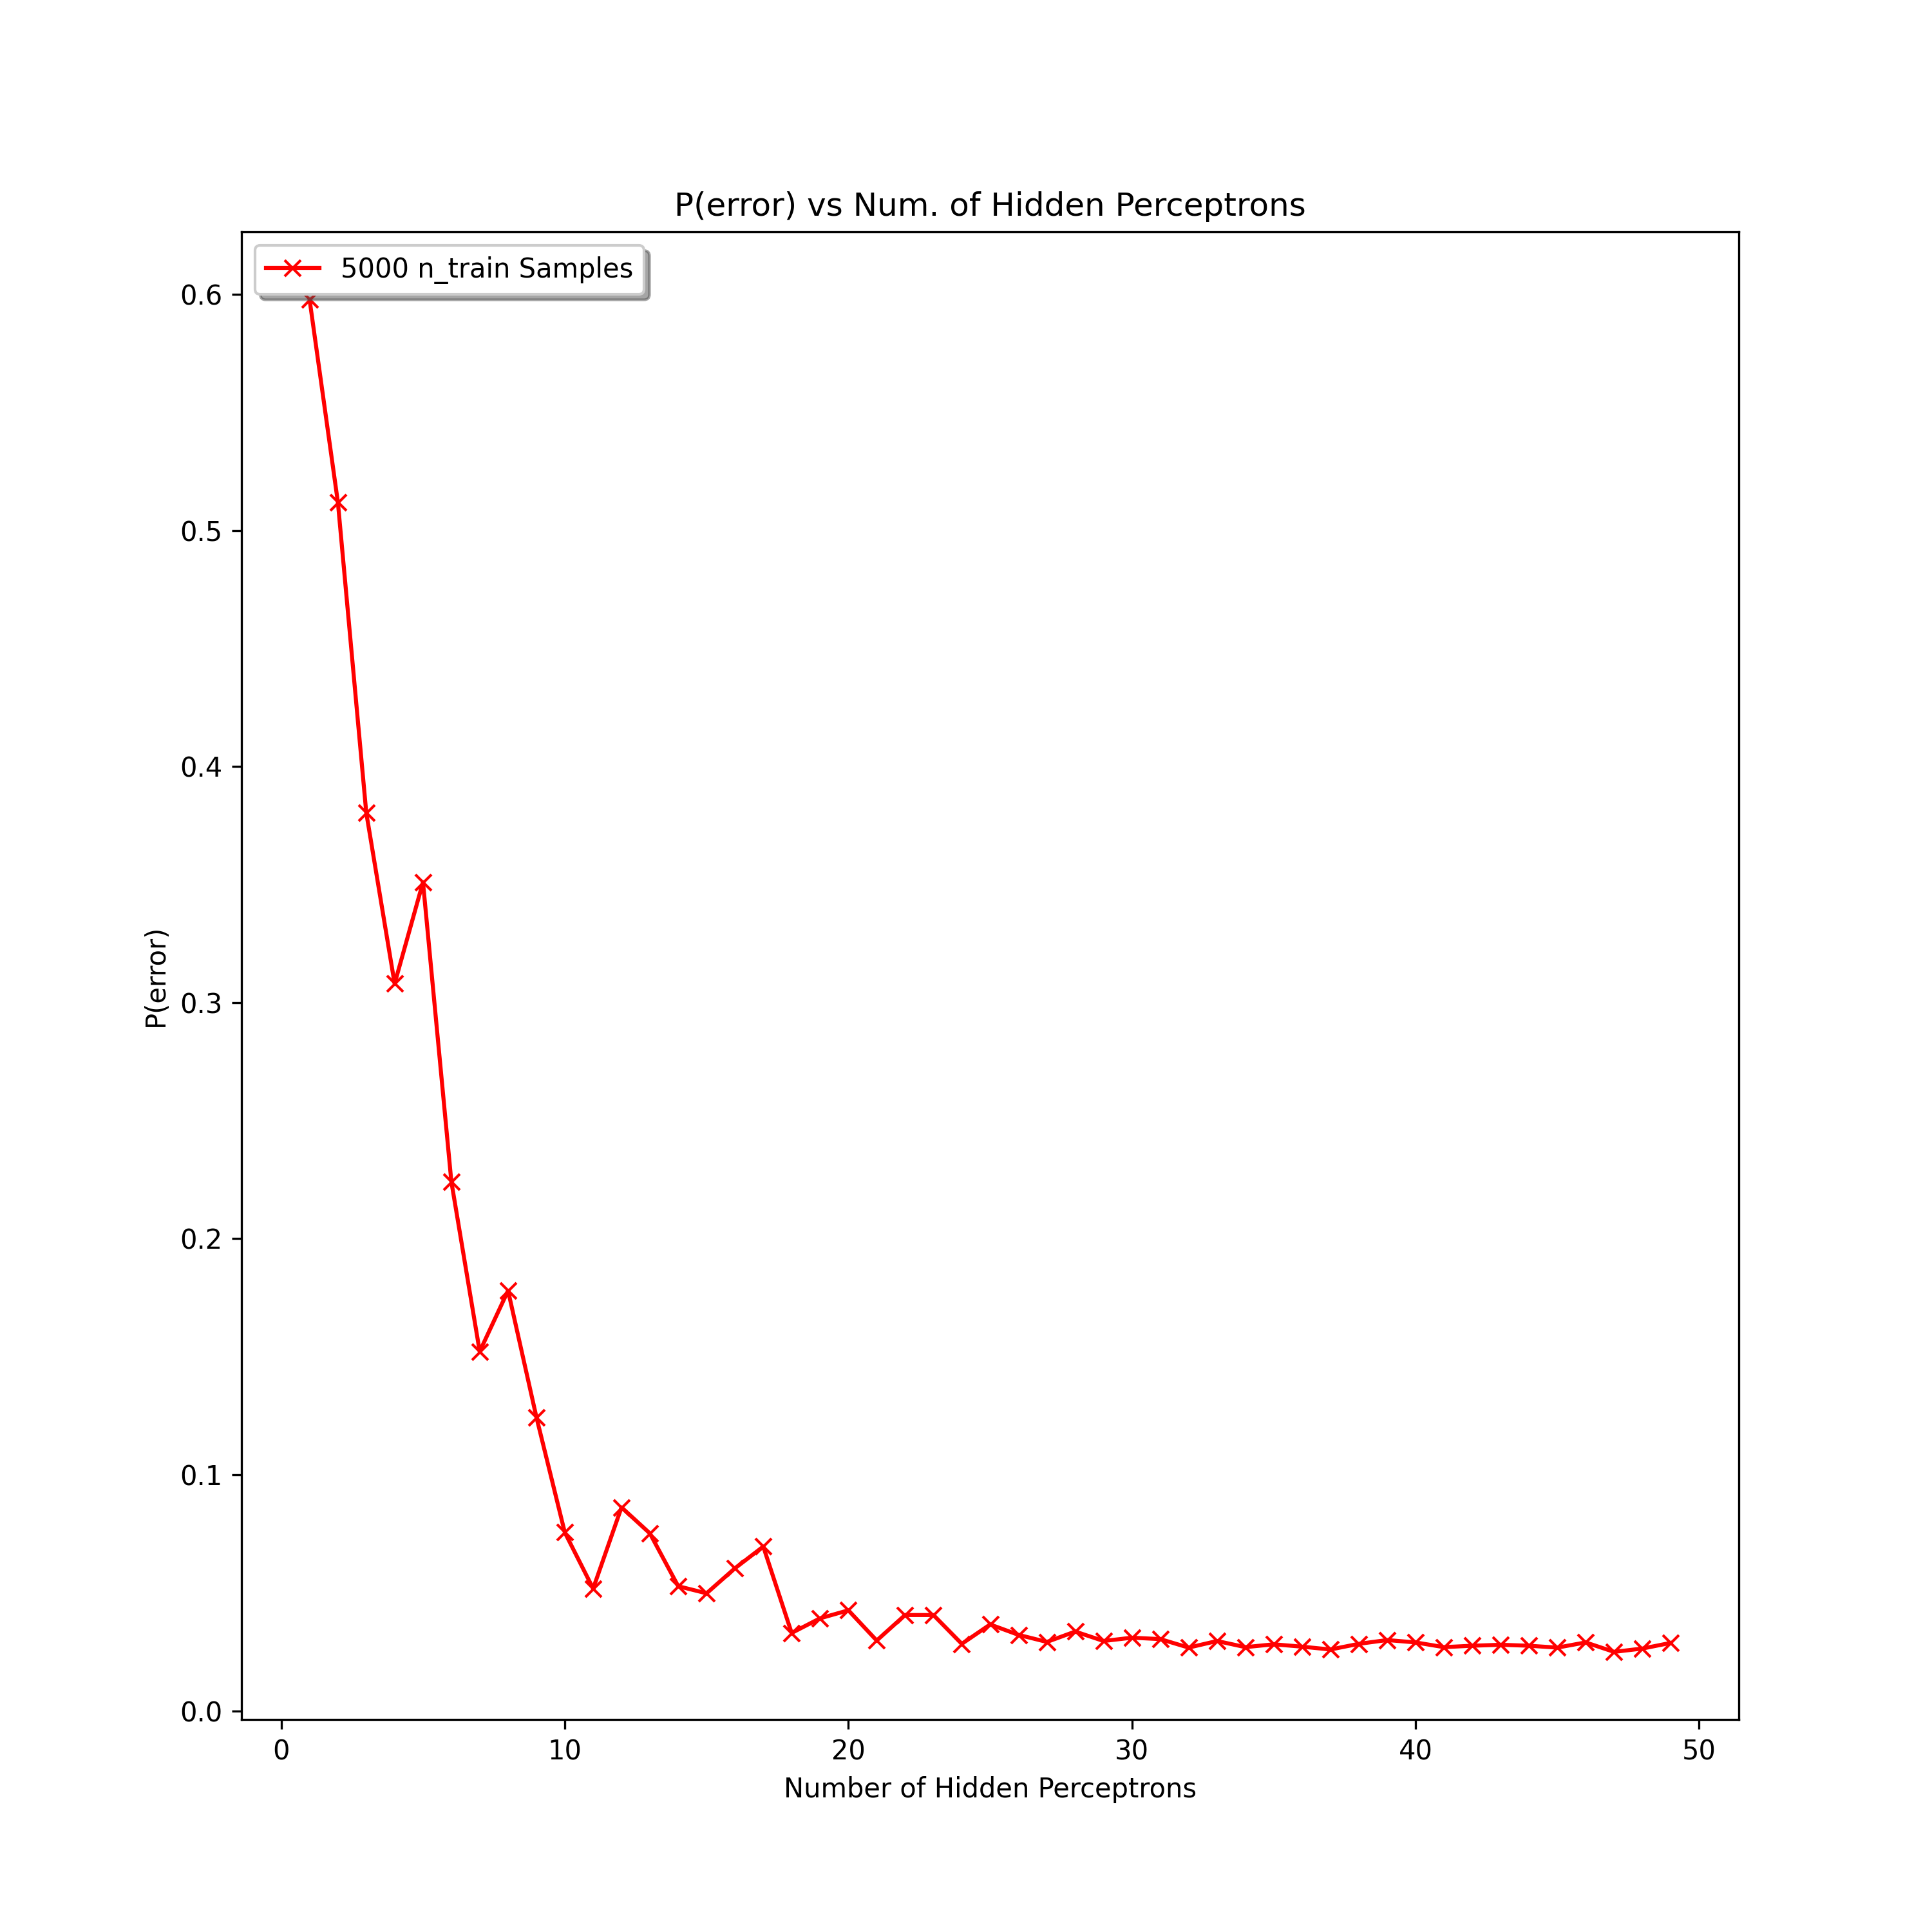 P(error) vs Num. of Hidden Perceptrons
5000 n_train Samples
0.6
0.5
0.4
0.3
0.2
0.1
0.0
P(error)
0 10 20 30 40 50
Number of Hidden Perceptrons